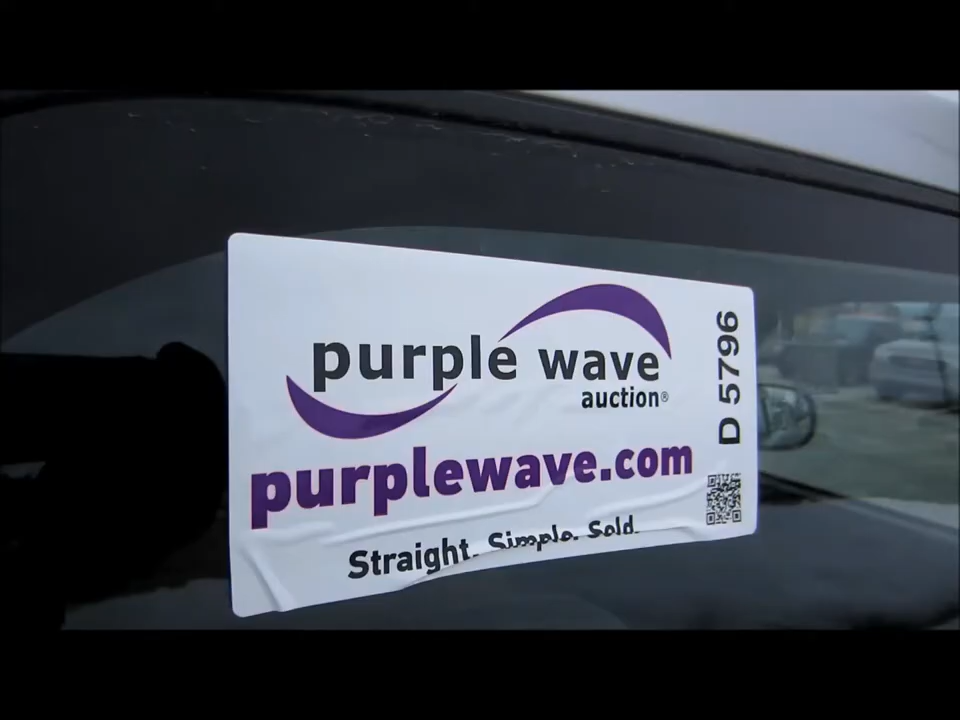 purple wave
auction®
purplewave.com
Straight. Simple. Sold.
D 5796